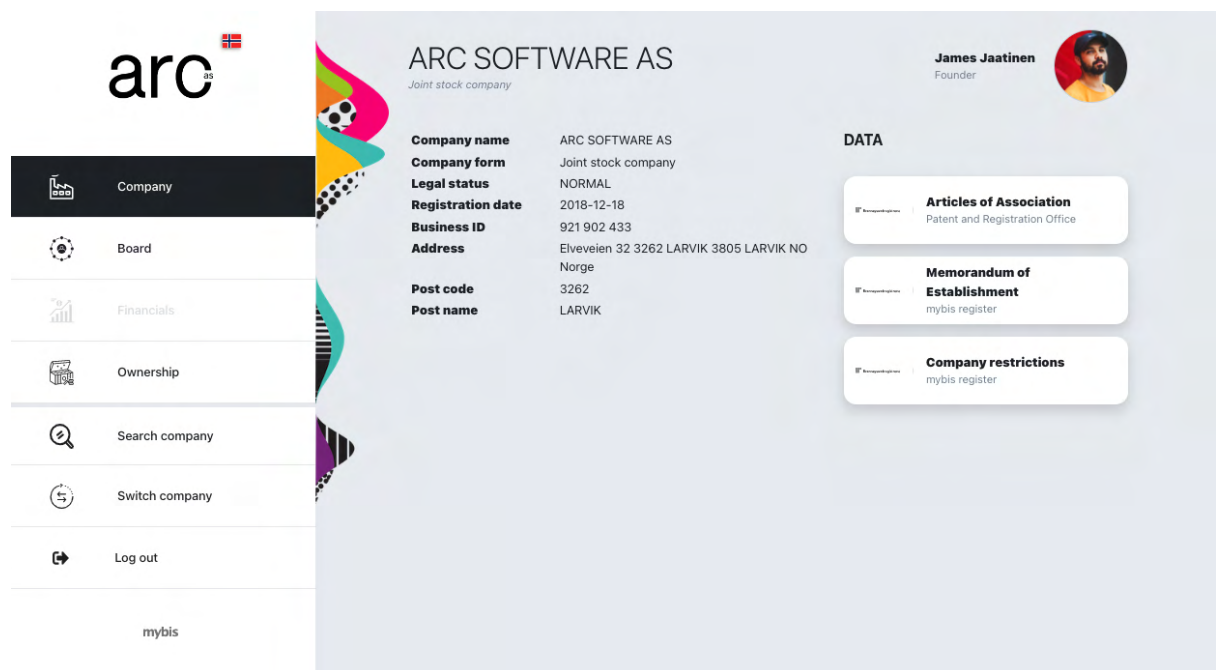 arc
as
Company
Board
Financials
Ownership
Search company
Switch company
Log out
mybis
ARC SOFTWARE AS
Joint stock company
James Jaatinen
Founder
Company name ARC SOFTWARE AS
Company form Joint stock company
Legal status NORMAL
Registration date 2018-12-18
Business ID 921 902 433
Address Elveveien 32 3262 LARVIK 3805 LARVIK NO
Norge
Post code 3262
Post name LARVIK
DATA
Articles of Association
Patent and Registration Office
Memorandum of
Establishment
mybis register
Company restrictions
mybis register